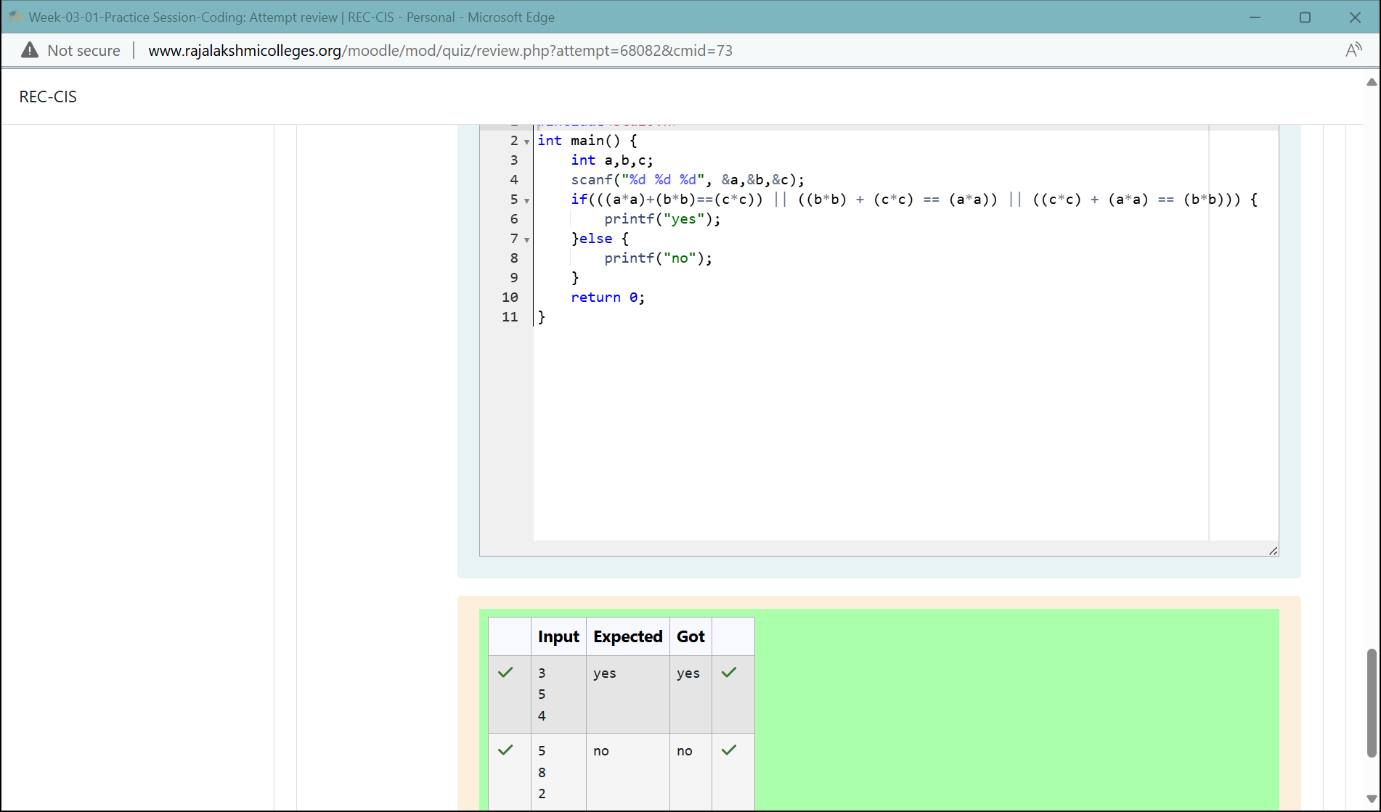 Week-03-01-Practice Session-Coding: Attempt review | REC-CIS - Personal - Microsoft Edge
Not secure | www.rajalakshmicolleges.org/moodle/mod/quiz/review.php?attempt=68082&cmid=73
REC-CIS
2 int main() {
3 int a,b,c;
4 scanf("%d %d %d", &a,&b,&c);
5 if(((a*a)+(b*b)==(c*c)) || ((b*b) + (c*c) == (a*a)) || ((c*c) + (a*a) == (b*b))) {
6 printf("yes");
7 }else {
8 printf("no");
9 }
10 return 0;
11 }
Input Expected Got
3 yes yes
5
4
5 no no
8
2